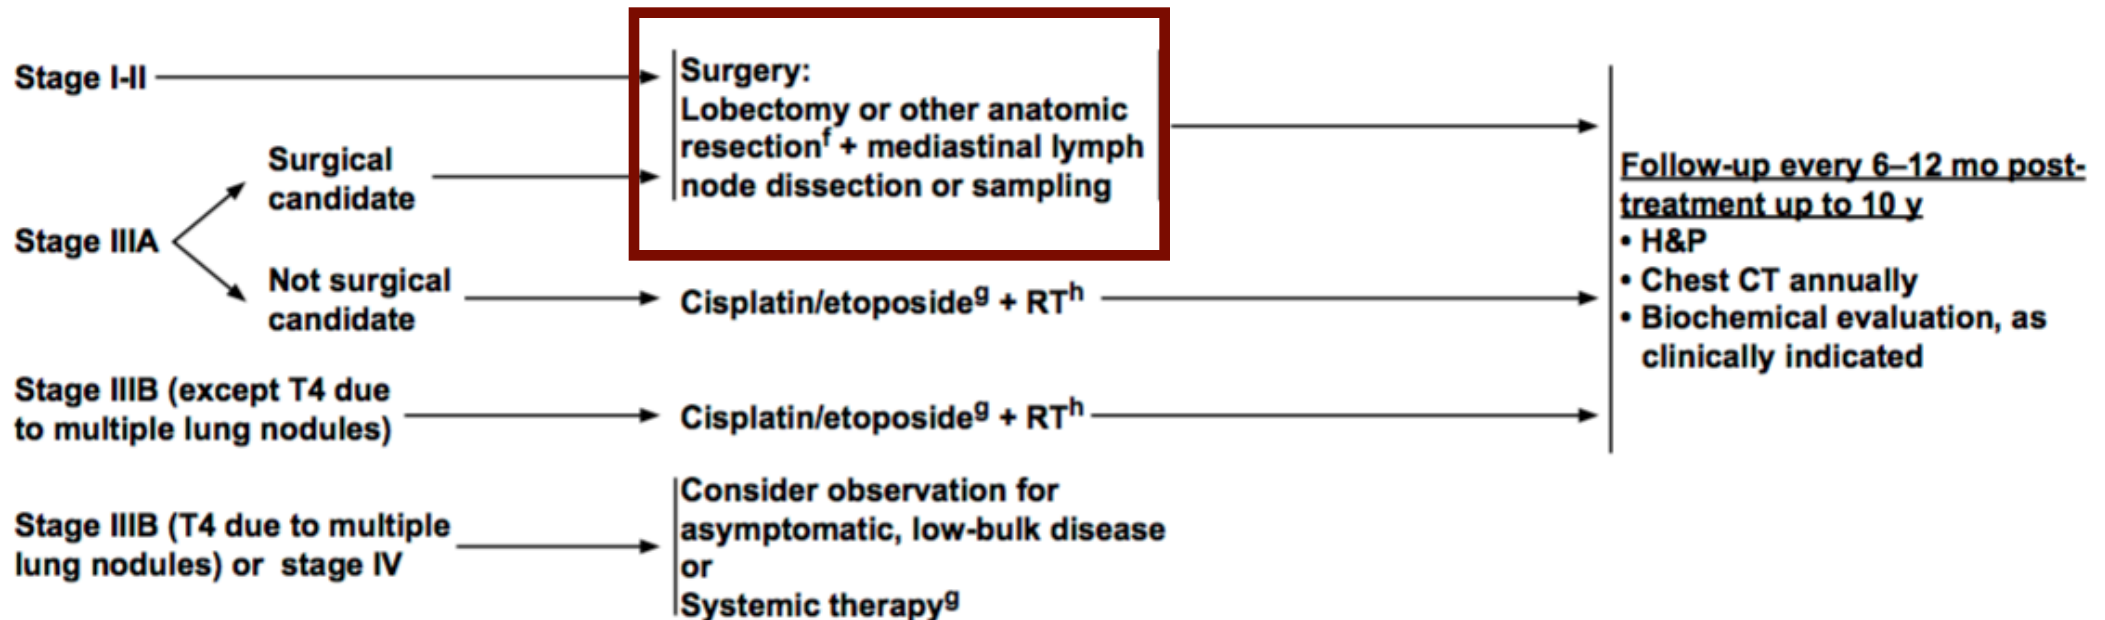 Stage I-II
Surgery:
Lobectomy or other anatomic
resectionf + mediastinal lymph
node dissection or sampling
Surgical
candidate
Stage IIIA
Not surgical
candidate
Cisplatin/etoposideg + RTh
Stage IIIB (except T4 due
to multiple lung nodules)
Cisplatin/etoposideg + RTh
Stage IIIB (T4 due to multiple
lung nodules) or stage IV
Consider observation for
asymptomatic, low-bulk disease
or
Systemic therapyg
Follow-up every 6–12 mo post-
treatment up to 10 y
• H&P
• Chest CT annually
• Biochemical evaluation, as
clinically indicated